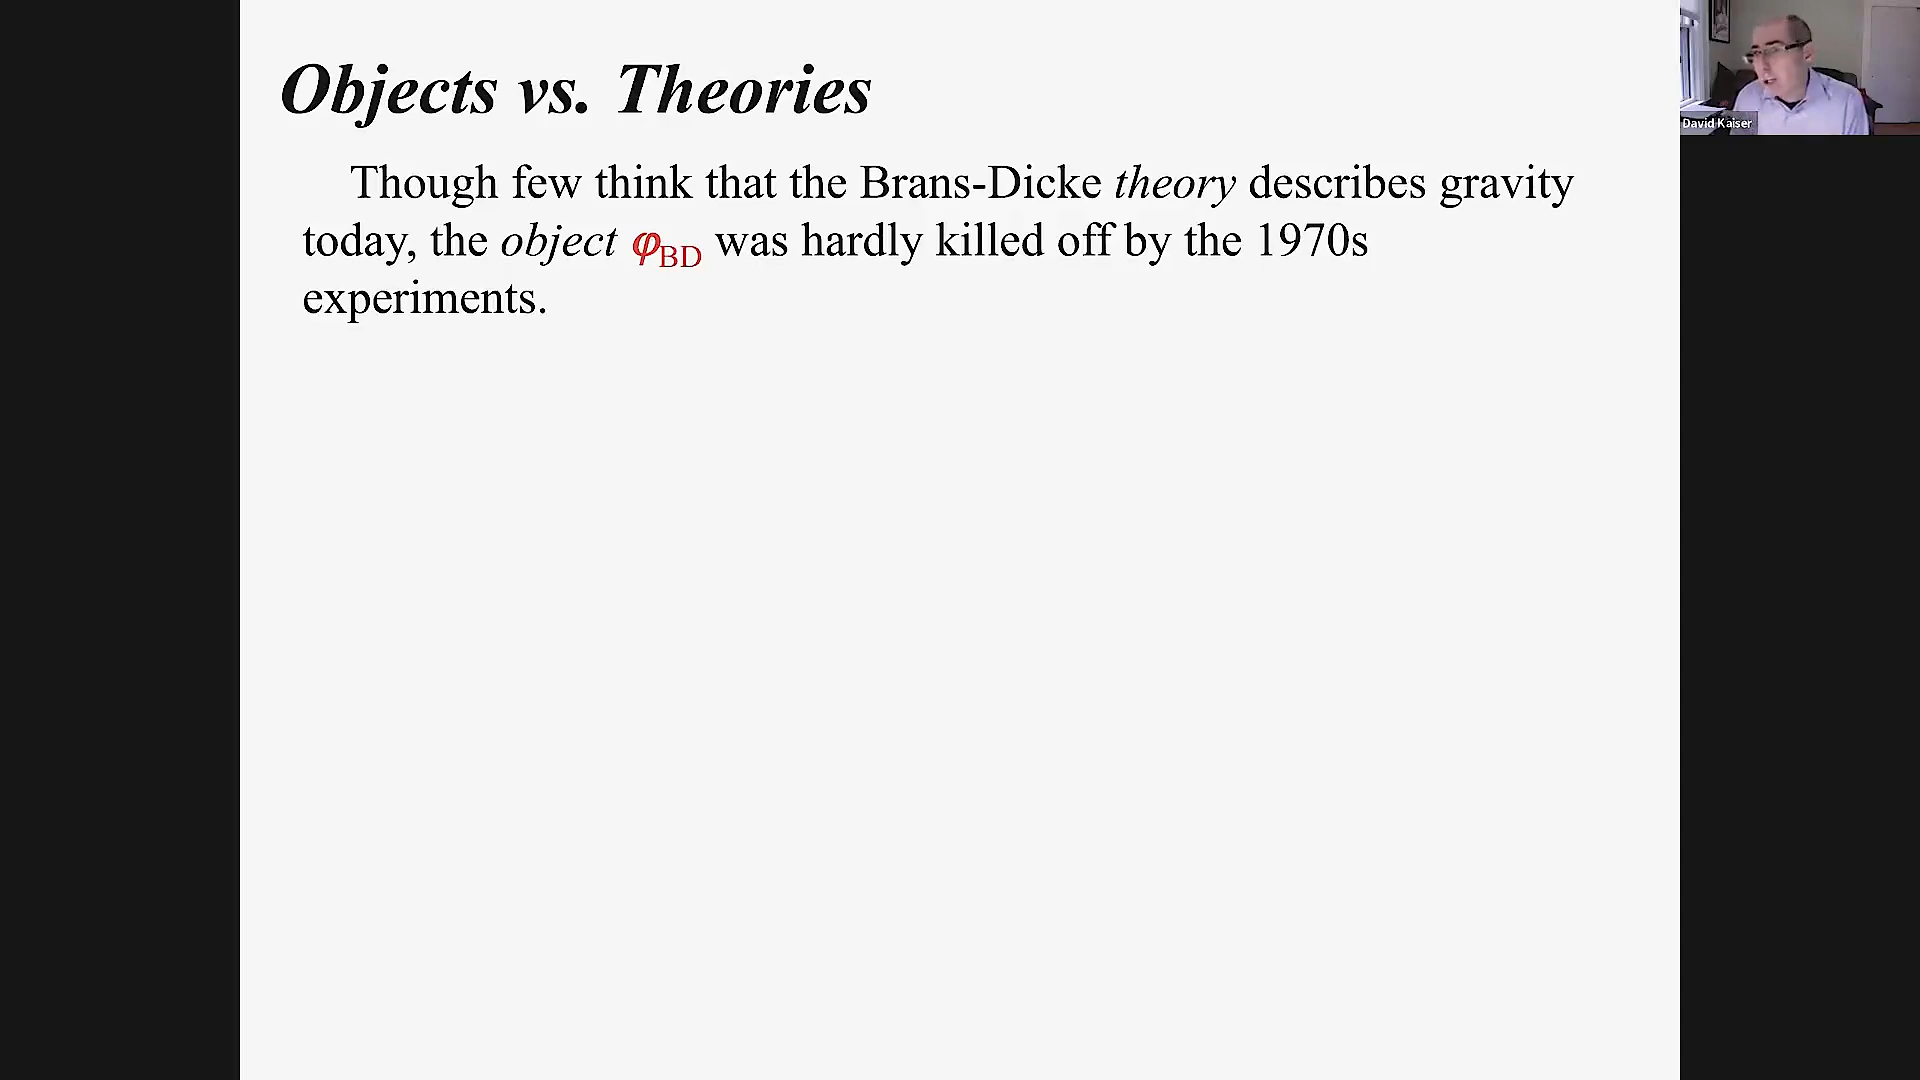 Objects vs. Theories
Though few think that the Brans-Dicke theory describes gravity
today, the object φBD was hardly killed off by the 1970s
experiments.
David Kaiser